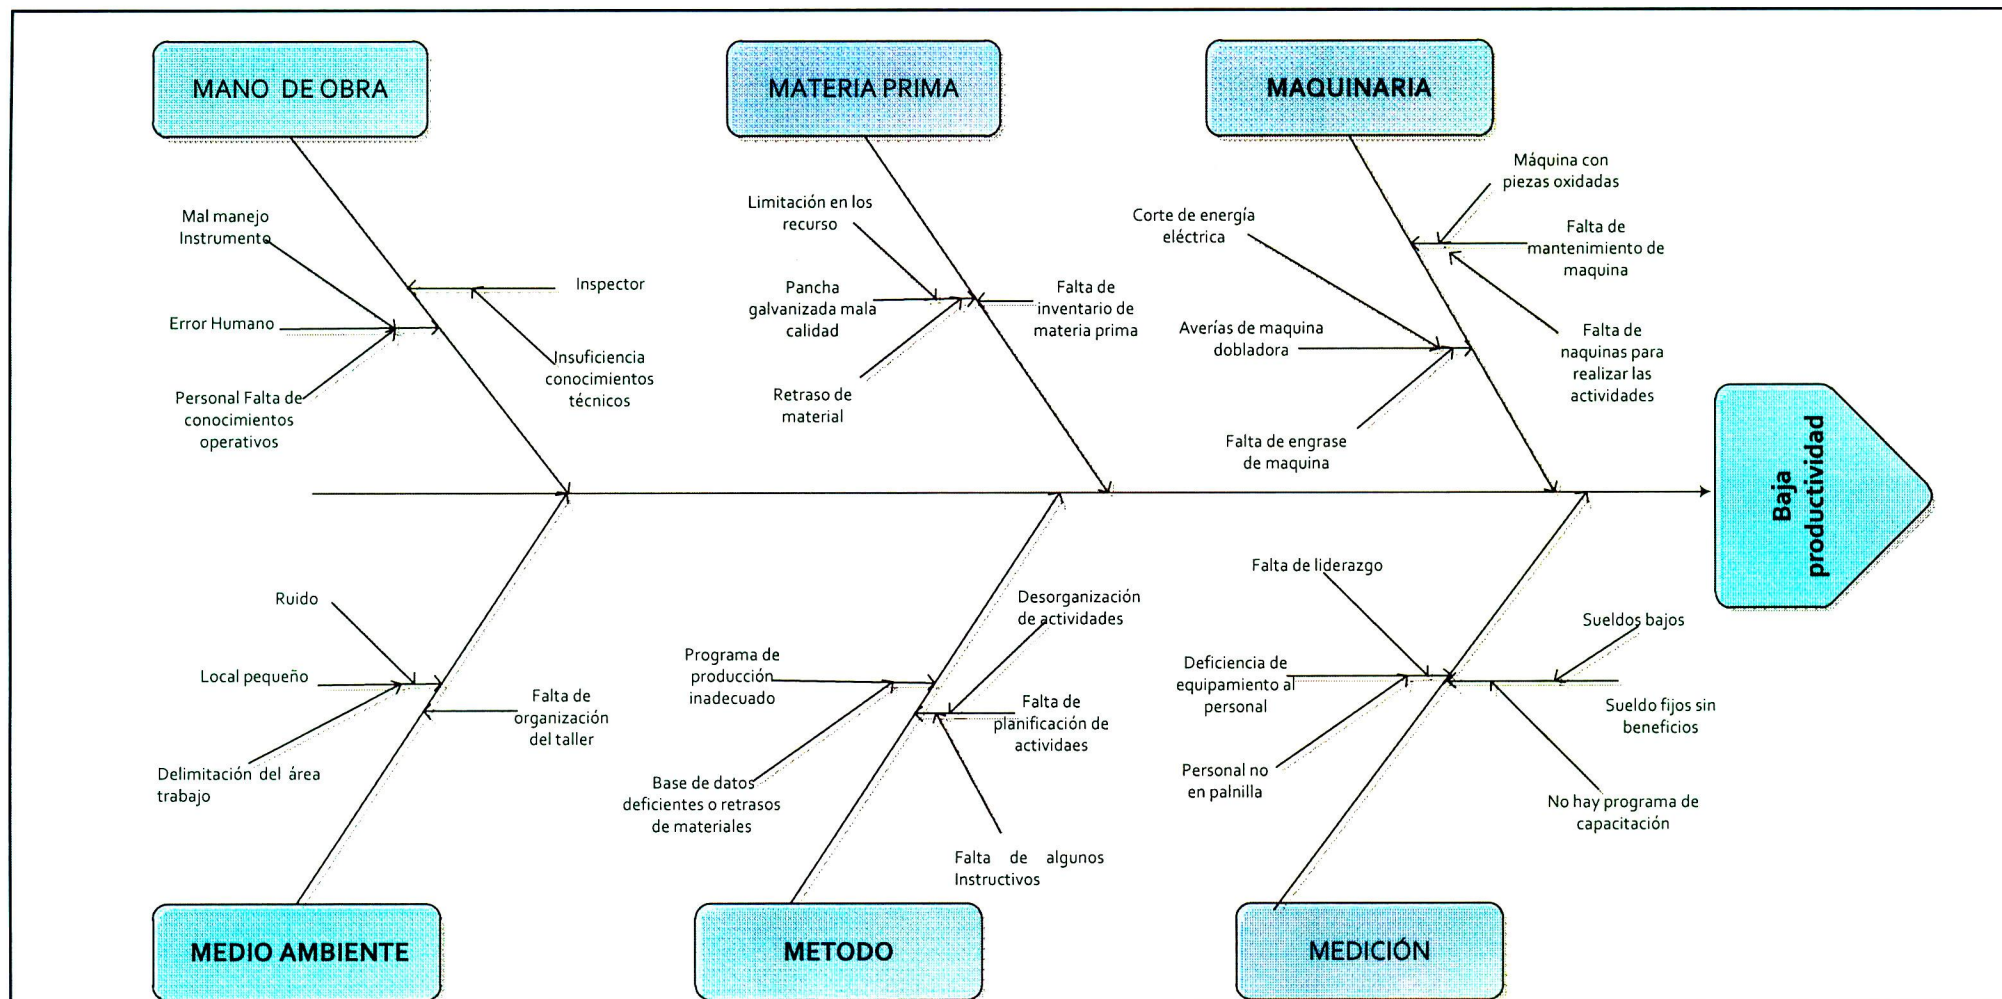 MANO DE OBRA
MATERIA PRIMA
MAQUINARIA
Mal manejo
Instrumento
Inspector
Error Humano
Insuficiencia
conocimientos
técnicos
Personal Falta de
conocimientos
operativos
Limitación en los
recurso
Pancha
galvanizada mala
calidad
Falta de
inventario de
materia prima
Retraso de
material
Máquina con
piezas oxidadas
Corte de energía
eléctrica
Falta de
mantenimiento de
maquina
Averías de maquina
dobladora
Falta de
naquinas para
realizar las
actividades
Falta de engrase
de maquina
Baja
productividad
Ruido
Local pequeño
Falta de
organización
del taller
Delimitación del área
trabajo
Desorganización
de actividades
Programa de
producción
inadecuado
Falta de
planificación de
actividaes
Base de datos
deficientes o retrasos
de materiales
Falta de algunos
Instructivos
Falta de liderazgo
Sueldos bajos
Deficiencia de
equipamiento al
personal
Sueldo fijos sin
beneficios
Personal no
en palnilla
No hay programa de
capacitación
MEDIO AMBIENTE
METODO
MEDICIÓN